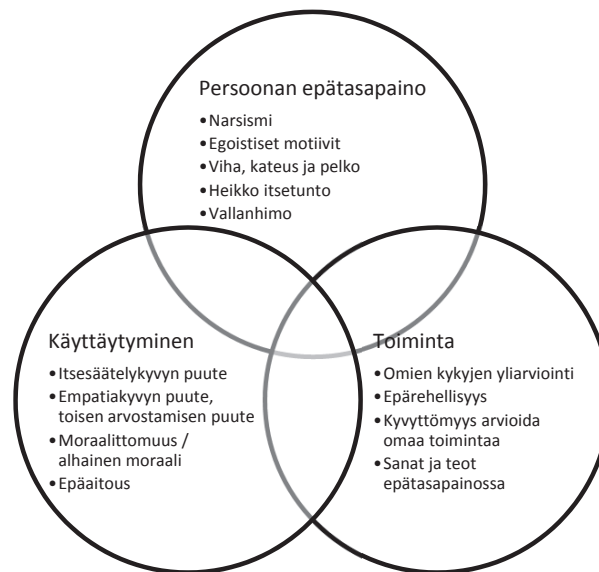 Persoonan epätasapaino
•Narsismi
•Egoistiset motiivit
•Viha, kateus ja pelko
•Heikko itsetunto
•Vallanhimo
Käyttäytyminen
•Itsesäätelykyvyn puute
•Empatiakyvyn puute,
toisen arvostamisen puute
•Moraalittomuus /
alhainen moraali
•Epäaitous
Toiminta
•Omien kykyjen yliarviointi
•Epärehellisyys
•Kyvyttömyys arvioida
omaa toimintaa
•Sanat ja teot
epätasapainossa